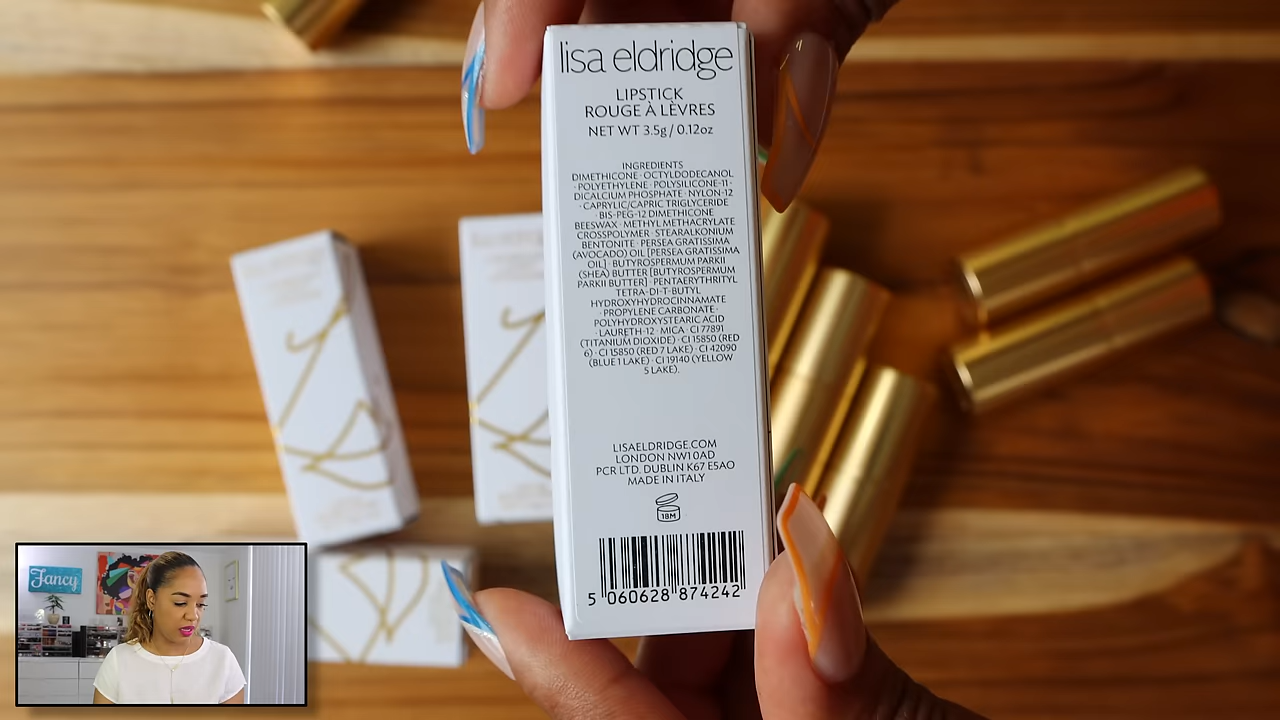 lisa eldridge
LIPSTICK
ROUGE À LÈVRES
NET WT 3.5g / 0.12oz
INGREDIENTS
DIMETHICONE · OCTYLDODECANOL
· POLYETHYLENE · POLYSILICONE-11 ·
DICALCIUM PHOSPHATE · NYLON-12
· CAPRYLIC/CAPRIC TRIGLYCERIDE
· BIS-PEG-12 DIMETHICONE
BEESWAX · METHYL METHACRYLATE
CROSSPOLYMER · STEARALKONIUM
BENTONITE · PERSEA GRATISSIMA
(AVOCADO) OIL [PERSEA GRATISSIMA
OIL] · BUTYROSPERMUM PARKII
(SHEA) BUTTER [BUTYROSPERMUM
PARKII BUTTER] · PENTAERYTHRITYL
TETRA-DI-T-BUTYL
HYDROXYHYDROCINNAMATE
· PROPYLENE CARBONATE ·
POLYHYDROXYSTEARIC ACID
· LAURETH-12 · MICA · CI 77891
(TITANIUM DIOXIDE) · CI 15850 (RED
6) · CI 15850 (RED 7 LAKE) · CI 42090
(BLUE 1 LAKE) · CI 19140 (YELLOW
5 LAKE).
LISAELDRIDGE.COM
LONDON NW1 0AD
PCR LTD. DUBLIN K67 E5A0
MADE IN ITALY
18M
5 060628 874242
Fancy